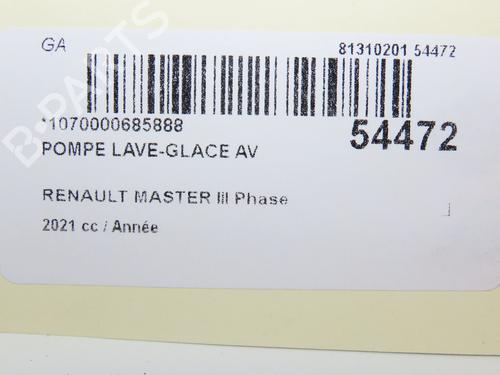 GA 81310201 54472
*1070000685888
54472
POMPE LAVE-GLACE AV
RENAULT MASTER III Phase
2021 cc / Année
B-PARTS